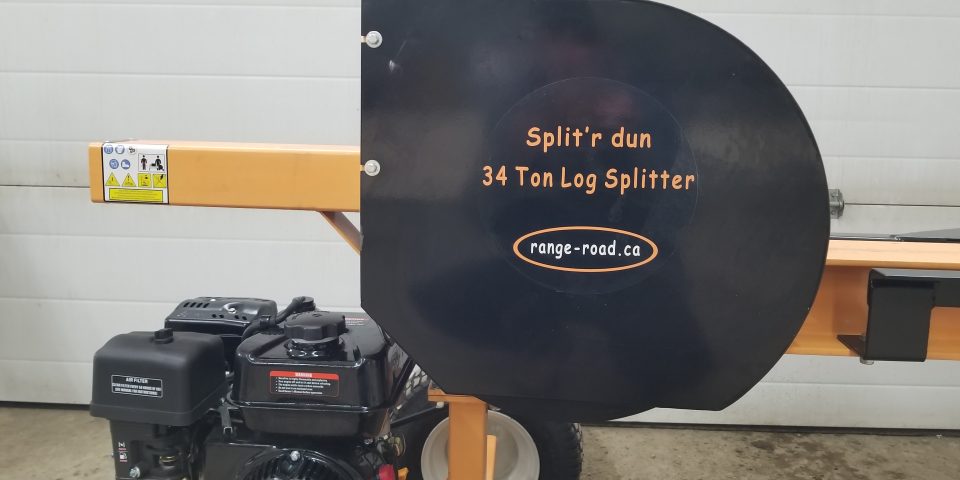 Split'r dun
34 Ton Log Splitter
range-road.ca
AIR FILTER
WARNING